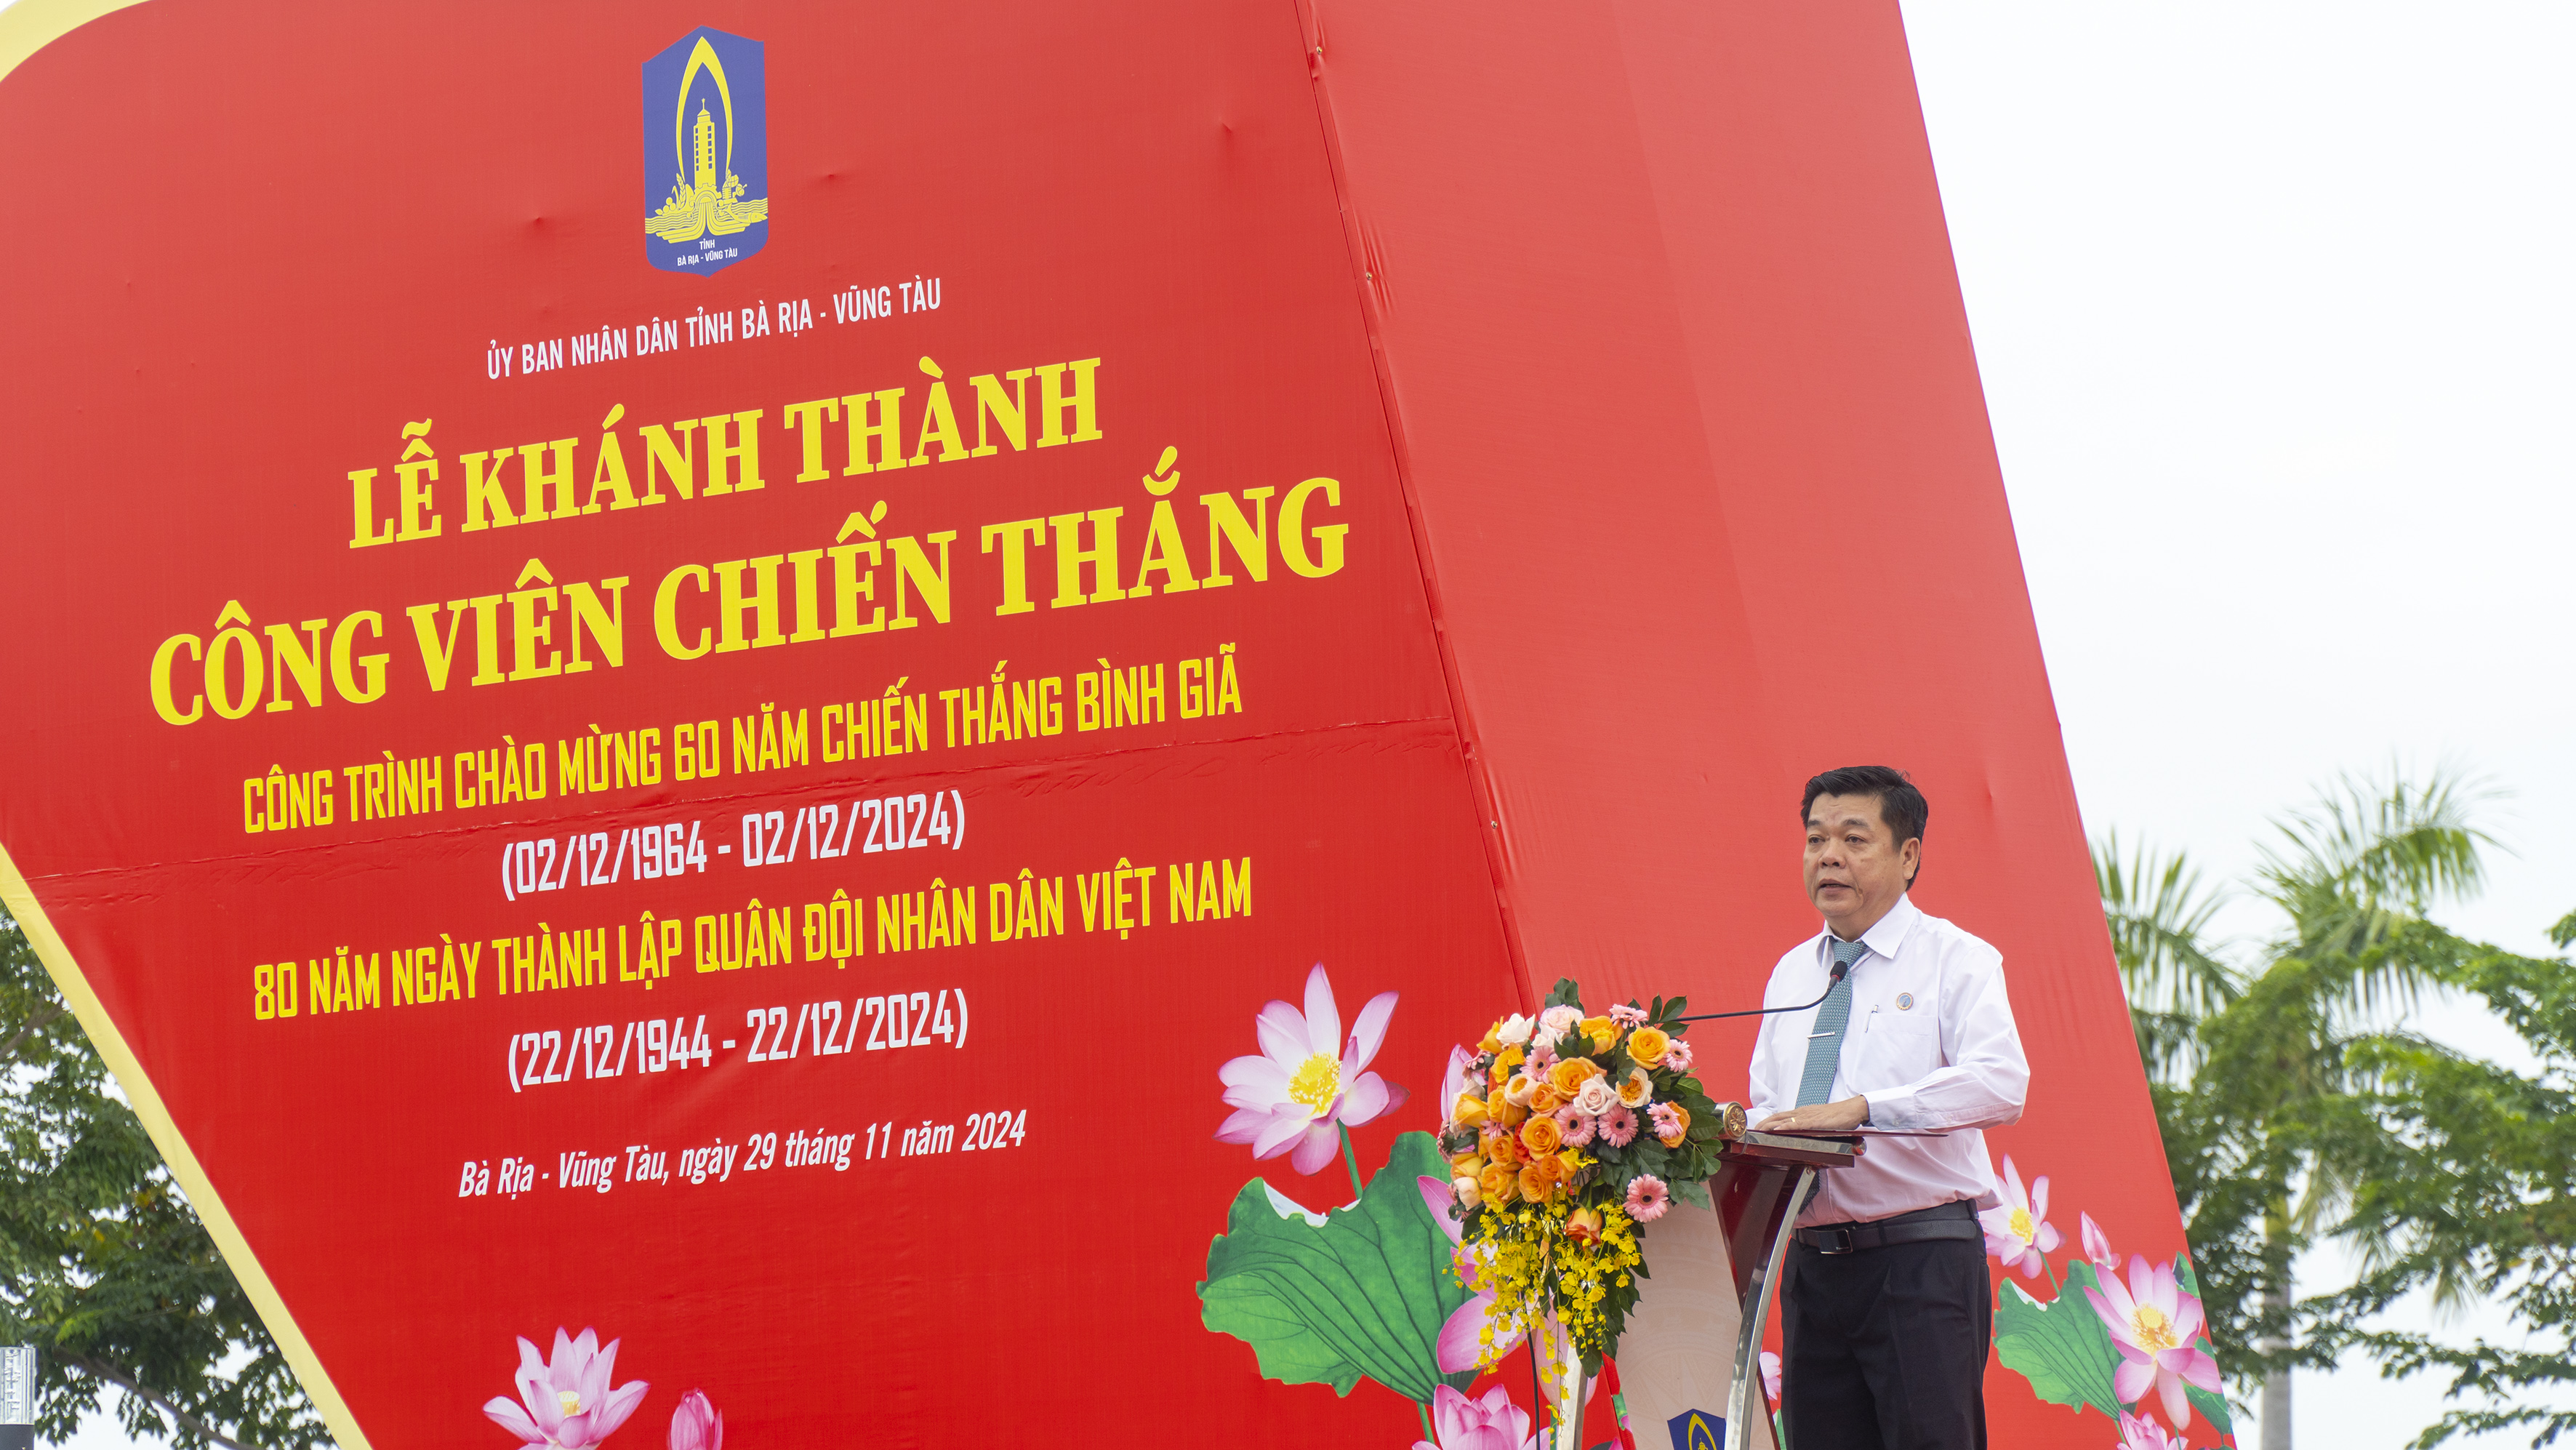 TỈNH
BÀ RỊA - VŨNG TÀU
ỦY BAN NHÂN DÂN TỈNH BÀ RỊA - VŨNG TÀU
LỄ KHÁNH THÀNH
CÔNG VIÊN CHIẾN THẮNG
CÔNG TRÌNH CHÀO MỪNG 60 NĂM CHIẾN THẮNG BÌNH GIÃ
(02/12/1964 - 02/12/2024)
80 NĂM NGÀY THÀNH LẬP QUÂN ĐỘI NHÂN DÂN VIỆT NAM
(22/12/1944 - 22/12/2024)
Bà Rịa - Vũng Tàu, ngày 29 tháng 11 năm 2024